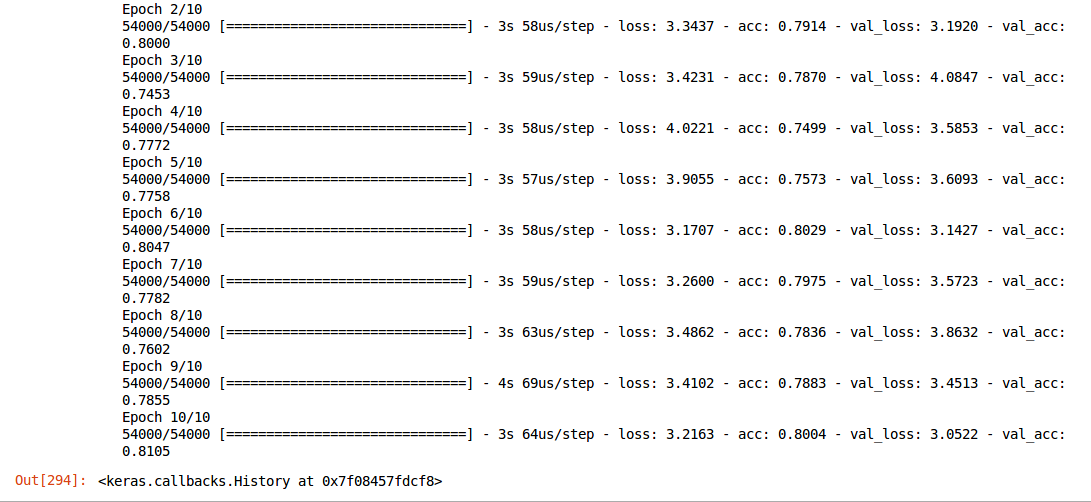 Epoch 2/10
54000/54000 [==============================] - 3s 58us/step - loss: 3.3437 - acc: 0.7914 - val_loss: 3.1920 - val_acc:
0.8000
Epoch 3/10
54000/54000 [==============================] - 3s 59us/step - loss: 3.4231 - acc: 0.7870 - val_loss: 4.0847 - val_acc:
0.7453
Epoch 4/10
54000/54000 [==============================] - 3s 58us/step - loss: 4.0221 - acc: 0.7499 - val_loss: 3.5853 - val_acc:
0.7772
Epoch 5/10
54000/54000 [==============================] - 3s 57us/step - loss: 3.9055 - acc: 0.7573 - val_loss: 3.6093 - val_acc:
0.7758
Epoch 6/10
54000/54000 [==============================] - 3s 58us/step - loss: 3.1707 - acc: 0.8029 - val_loss: 3.1427 - val_acc:
0.8047
Epoch 7/10
54000/54000 [==============================] - 3s 59us/step - loss: 3.2600 - acc: 0.7975 - val_loss: 3.5723 - val_acc:
0.7782
Epoch 8/10
54000/54000 [==============================] - 3s 63us/step - loss: 3.4862 - acc: 0.7836 - val_loss: 3.8632 - val_acc:
0.7602
Epoch 9/10
54000/54000 [==============================] - 4s 69us/step - loss: 3.4102 - acc: 0.7883 - val_loss: 3.4513 - val_acc:
0.7855
Epoch 10/10
54000/54000 [==============================] - 3s 64us/step - loss: 3.2163 - acc: 0.8004 - val_loss: 3.0522 - val_acc:
0.8105
Out[294]: <keras.callbacks.History at 0x7f08457fdcf8>